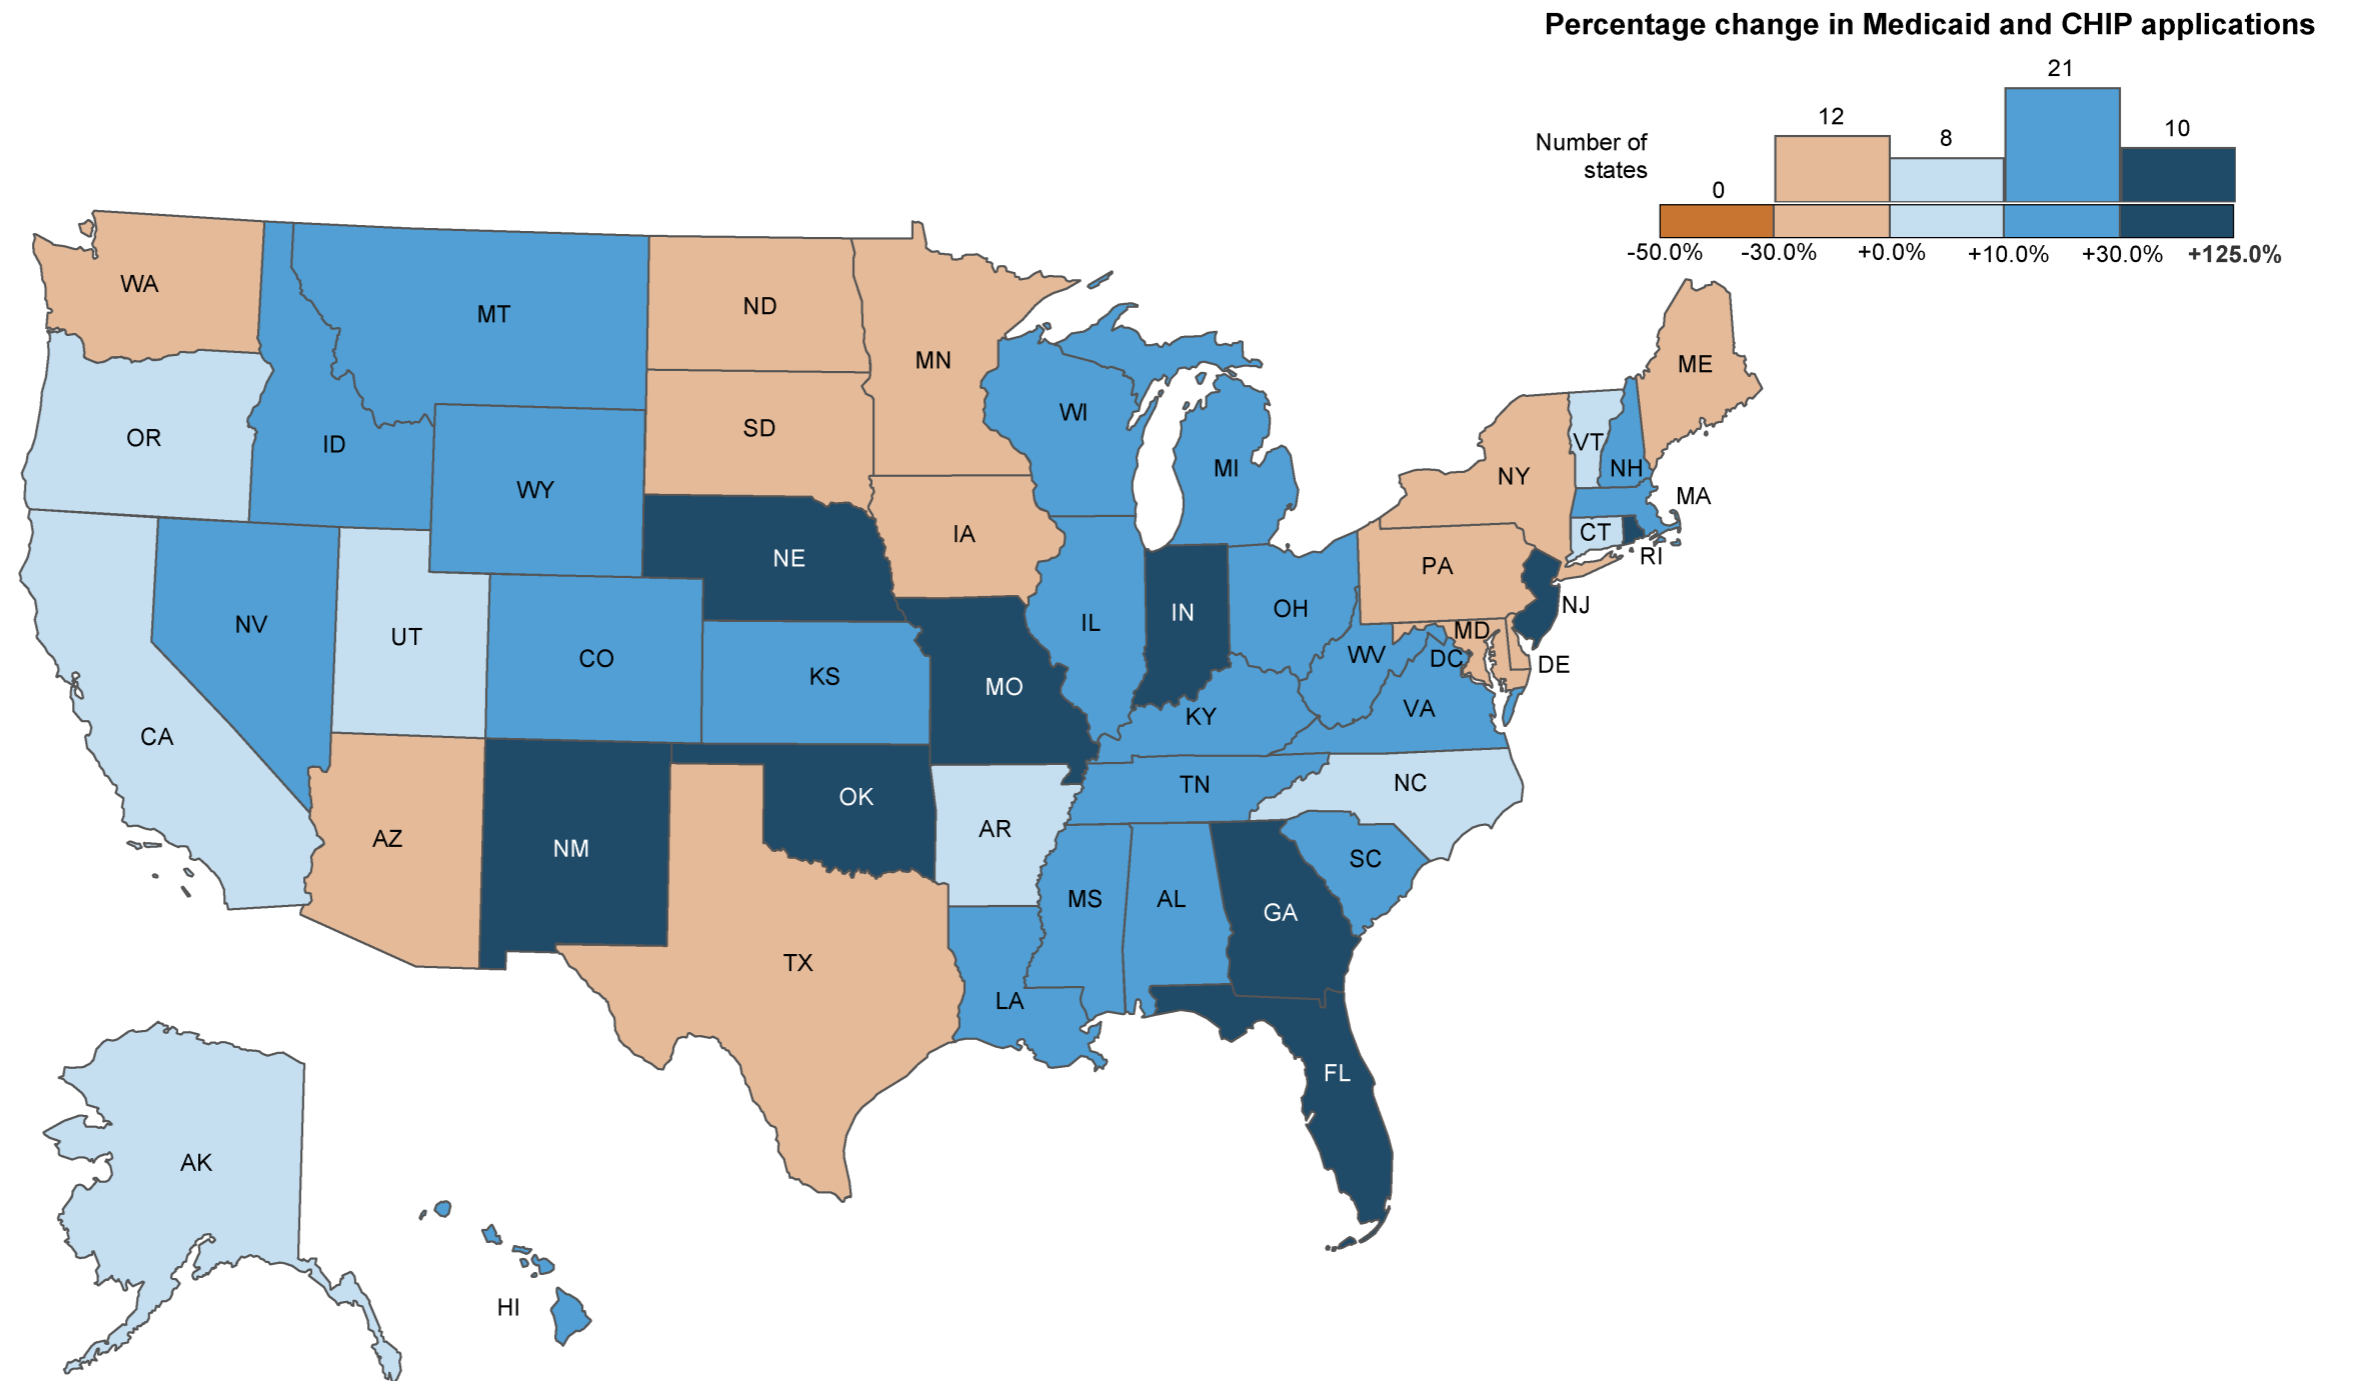 Percentage change in Medicaid and CHIP applications
21
12
10
8
Number of
states
0
-50.0% -30.0% +0.0% +10.0% +30.0% +125.0%
WA
MT
ND
MN
ME
OR
ID
SD
WI
WY
MI
NY
VT
NH
MA
NE
IA
PA
CT
RI
NV
UT
CO
KS
IL
IN
OH
NJ
MD
WV
DC
DE
CA
MO
KY
VA
AZ
NM
OK
AR
TN
NC
SC
MS
AL
GA
TX
LA
FL
AK
HI